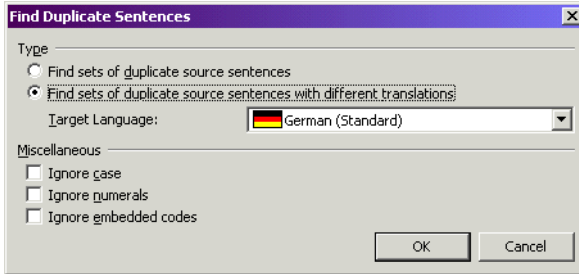 Find Duplicate Sentences
Type
Find sets of duplicate source sentences
Find sets of duplicate source sentences with different translations
Target Language: German (Standard)
Miscellaneous
Ignore case
Ignore numerals
Ignore embedded codes
OK Cancel